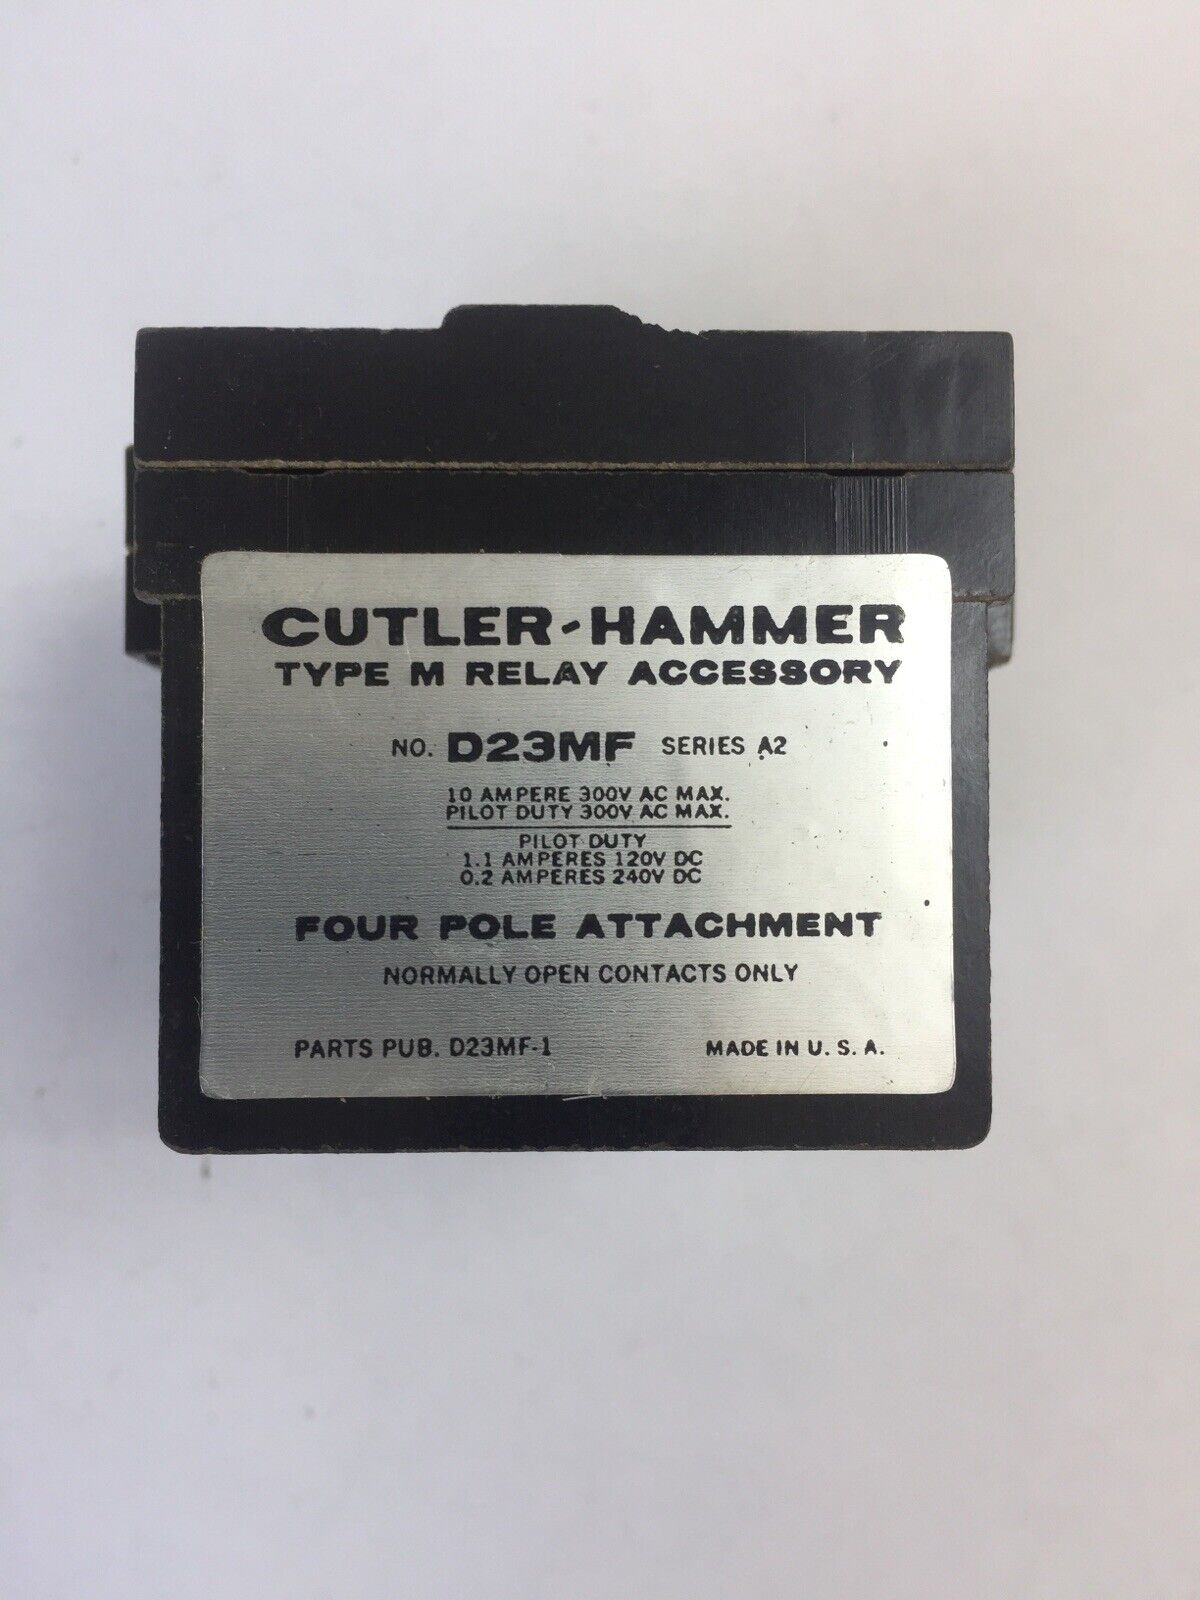 CUTLER-HAMMER
TYPE M RELAY ACCESSORY
NO. D23MF SERIES A2
10 AMPERE 300V AC MAX.
PILOT DUTY 300V AC MAX.
PILOT DUTY
1.1 AMPERES 120V DC
0.2 AMPERES 240V DC
FOUR POLE ATTACHMENT
NORMALLY OPEN CONTACTS ONLY
PARTS PUB. D23MF-1 MADE IN U. S. A.